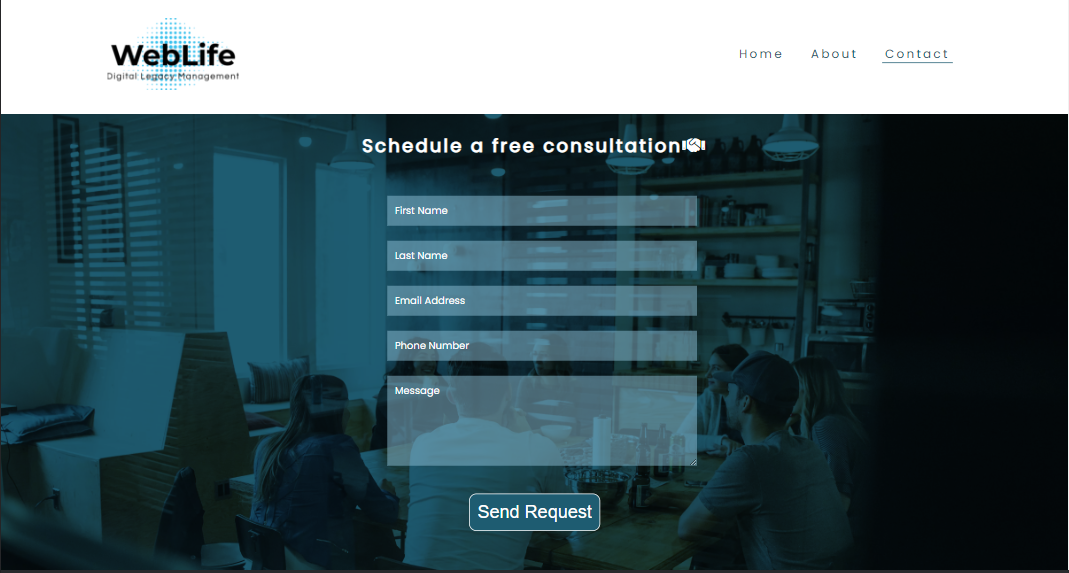 WebLife
Digital Legacy Management
Home About Contact
Schedule a free consultation
First Name
Last Name
Email Address
Phone Number
Message
Send Request